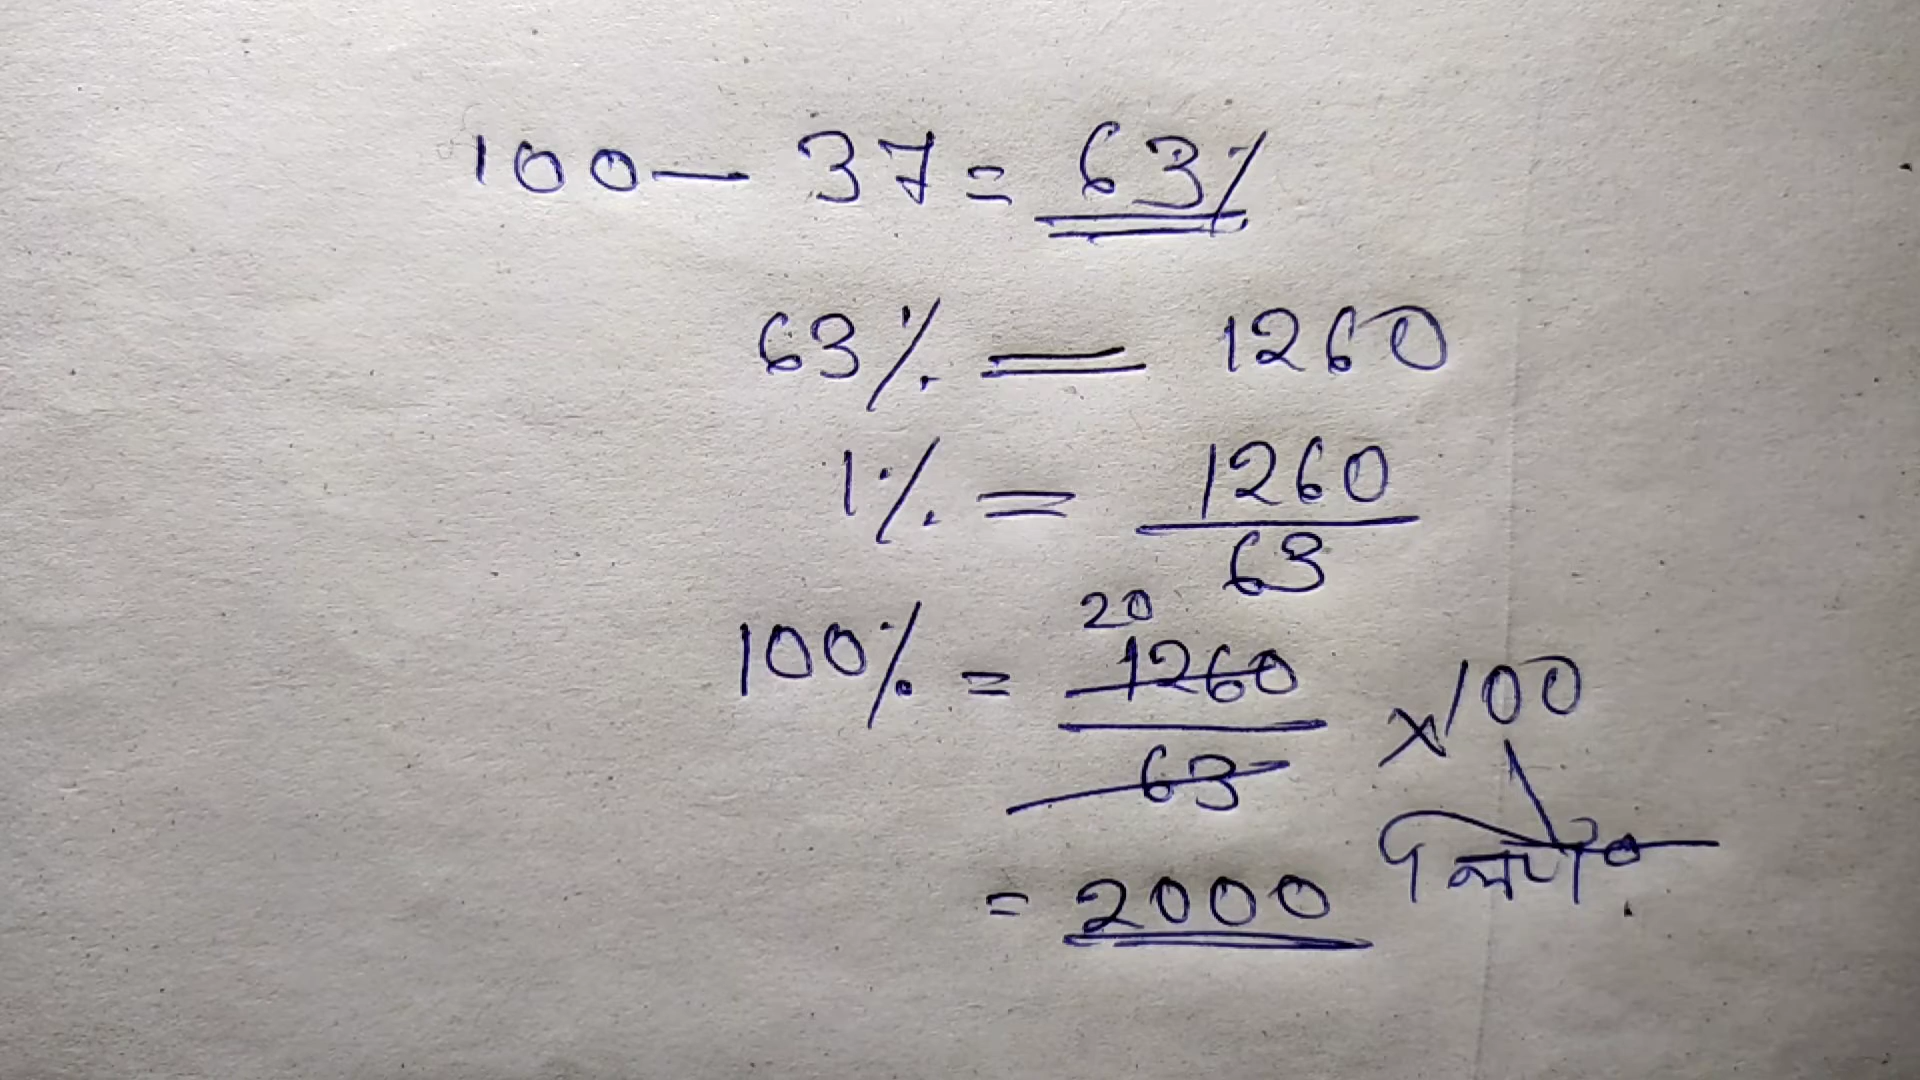 100 — 37 = 63%
63% = 1260
1% = 1260
63
20
100% = 1260 × 100
63
= 2000